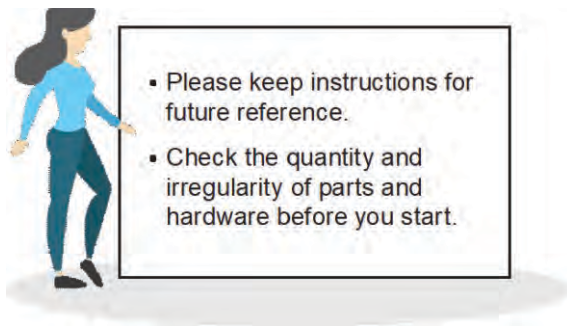 ▪ Please keep instructions for
future reference.
▪ Check the quantity and
irregularity of parts and
hardware before you start.